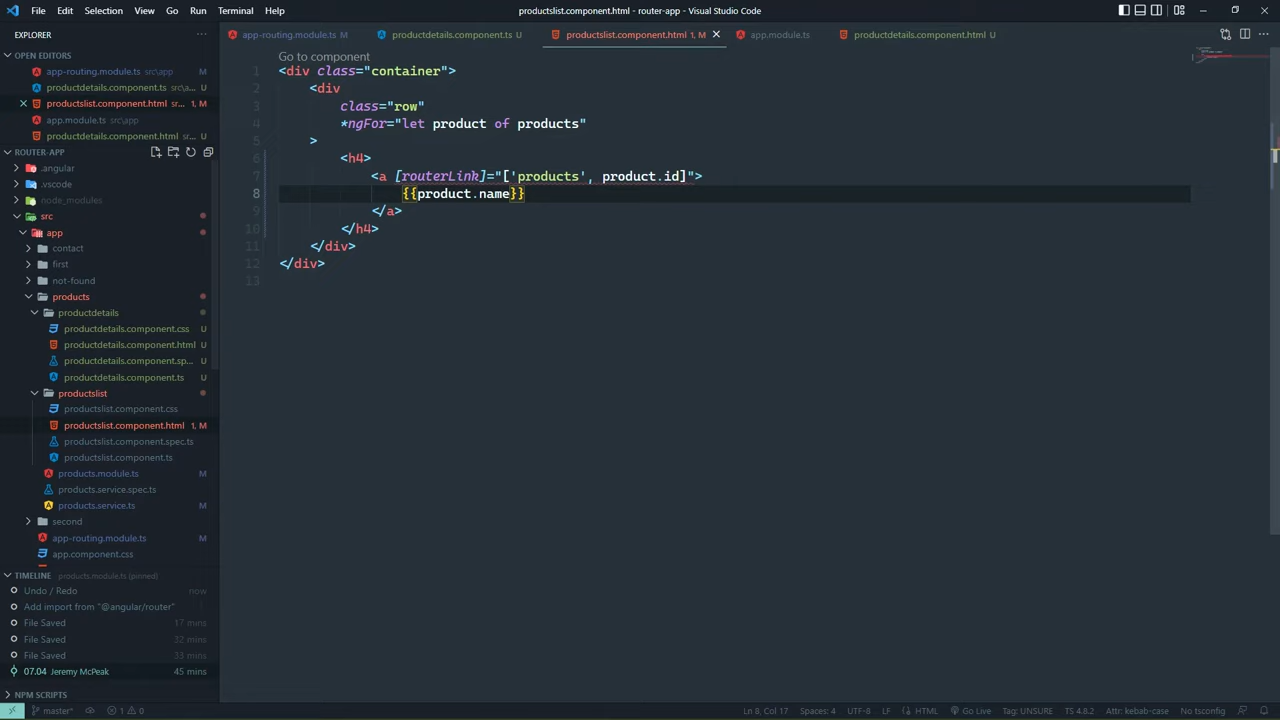 File Edit Selection View Go Run Terminal Help
productslist.component.html - router-app - Visual Studio Code
EXPLORER
OPEN EDITORS
app-routing.module.ts src\app M
productdetails.component.ts src\a... U
productslist.component.html sr... 1, M
app.module.ts src\app
productdetails.component.html sr... U
ROUTER-APP
.angular
.vscode
node_modules
src
app
contact
first
not-found
products
productdetails
productdetails.component.css U
productdetails.component.html U
productdetails.component.sp... U
productdetails.component.ts U
productslist
productslist.component.css
productslist.component.html 1, M
productslist.component.spec.ts
productslist.component.ts
products.module.ts M
products.service.spec.ts
products.service.ts M
second
app-routing.module.ts M
app.component.css
TIMELINE products.module.ts (pinned)
Undo / Redo now
Add import from "@angular/router"
File Saved 17 mins
File Saved 32 mins
File Saved 33 mins
07.04 Jeremy McPeak 45 mins
NPM SCRIPTS
app-routing.module.ts M
productdetails.component.ts U
productslist.component.html 1, M
app.module.ts
productdetails.component.html U
Go to component
1 <div class="container">
2 <div
3 class="row"
4 *ngFor="let product of products"
5 >
6 <h4>
7 <a [routerLink]="['products', product.id]">
8 {{product.name}}
9 </a>
10 </h4>
11 </div>
12 </div>
13
master* 1 0
Ln 8, Col 17 Spaces: 4 UTF-8 LF HTML Go Live Tag: UNSURE TS 4.8.2 Attr: kebab-case No tsconfig